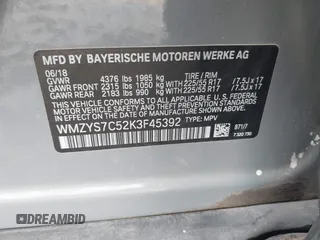 MFD BY BAYERISCHE MOTOREN WERKE AG
06/18
GVWR 4376 lbs 1985 kg TIRE / RIM
GAWR FRONT 2315 lbs 1050 KG WITH 225/55 R17 / 7.5J x 17
GAWR REAR 2183 lbs 990 kg WITH 225/55 R17 / 7.5J x 17
THIS VEHICLE CONFORMS TO ALL APPLICABLE U.S. FEDERAL
MOTOR VEHICLE SAFETY, BUMPER AND THEFT PREVENTION
STANDARDS IN EFFECT ON THE DATE OF
MANUFACTURE SHOWN ABOVE.
WMZYS7C52K3F45392 TYPE: MPV
B71/7
DREAMBID